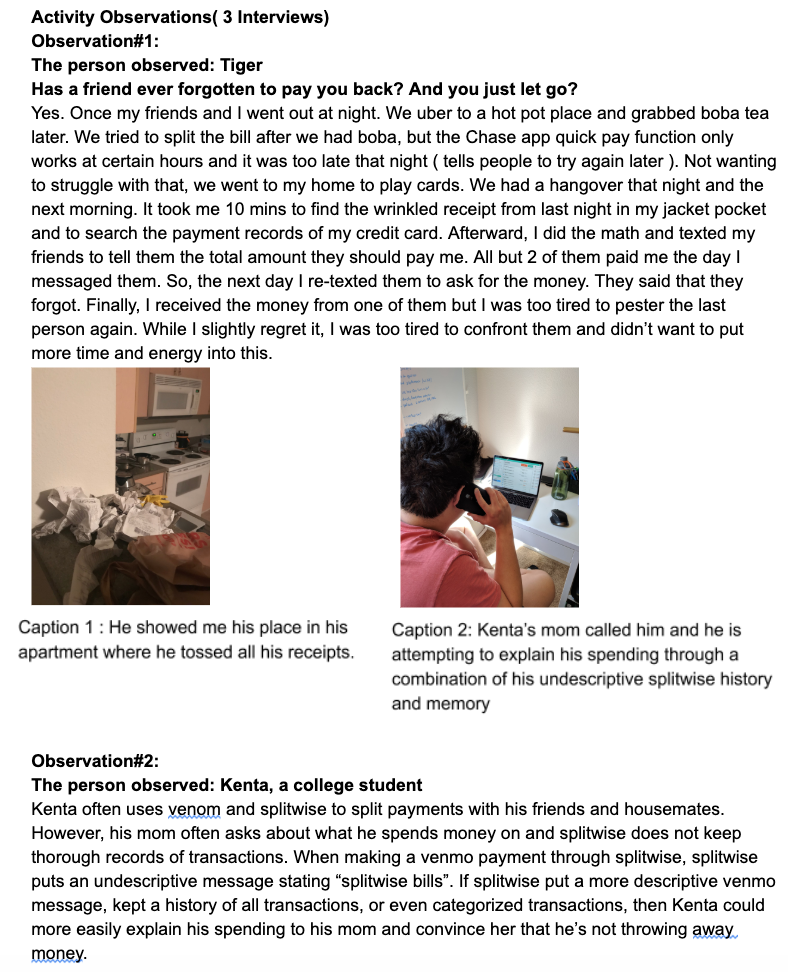 Activity Observations( 3 Interviews)
Observation#1:
The person observed: Tiger
Has a friend ever forgotten to pay you back? And you just let go?
Yes. Once my friends and I went out at night. We uber to a hot pot place and grabbed boba tea
later. We tried to split the bill after we had boba, but the Chase app quick pay function only
works at certain hours and it was too late that night ( tells people to try again later ). Not wanting
to struggle with that, we went to my home to play cards. We had a hangover that night and the
next morning. It took me 10 mins to find the wrinkled receipt from last night in my jacket pocket
and to search the payment records of my credit card. Afterward, I did the math and texted my
friends to tell them the total amount they should pay me. All but 2 of them paid me the day I
messaged them. So, the next day I re-texted them to ask for the money. They said that they
forgot. Finally, I received the money from one of them but I was too tired to pester the last
person again. While I slightly regret it, I was too tired to confront them and didn’t want to put
more time and energy into this.
Caption 1 : He showed me his place in his
apartment where he tossed all his receipts.
Caption 2: Kenta’s mom called him and he is
attempting to explain his spending through a
combination of his undescriptive splitwise history
and memory
Observation#2:
The person observed: Kenta, a college student
Kenta often uses venom and splitwise to split payments with his friends and housemates.
However, his mom often asks about what he spends money on and splitwise does not keep
thorough records of transactions. When making a venmo payment through splitwise, splitwise
puts an undescriptive message stating “splitwise bills”. If splitwise put a more descriptive venmo
message, kept a history of all transactions, or even categorized transactions, then Kenta could
more easily explain his spending to his mom and convince her that he’s not throwing away
money.